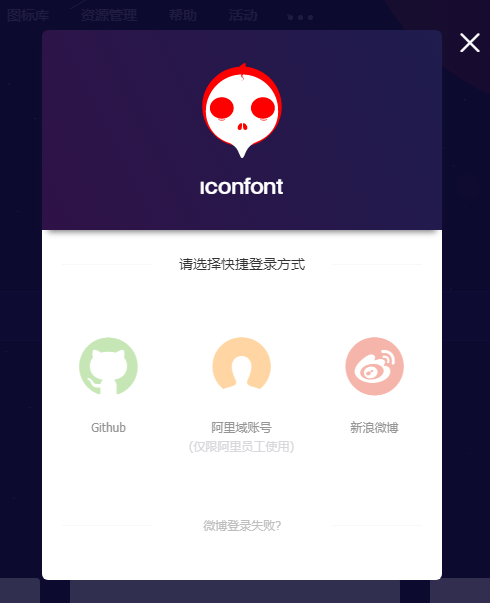 图标库 资源管理 帮助 活动
iconfont
请选择快捷登录方式
Github 阿里域账号 新浪微博
(仅限阿里员工使用)
微博登录失败?